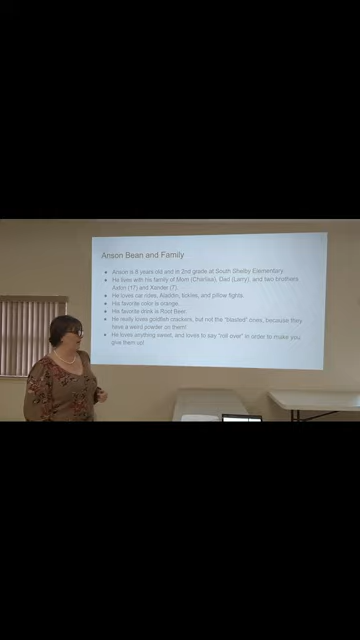 Anson Bean and Family
● Anson is 8 years old and in 2nd grade at South Shelby Elementary.
● He lives with his family of Mom (Charlisa), Dad (Larry), and two brothers
(17) and Xander (7).
● He loves car rides, Aladdin, and pillow fights.
● His favorite color is orange.
● His favorite drink is Root Beer.
● He really loves goldfish crackers, but not the "blasted" ones, because they
have a weird powder on them!
● He loves anything sweet, and loves to say "roll over" in order to make you
give them up!